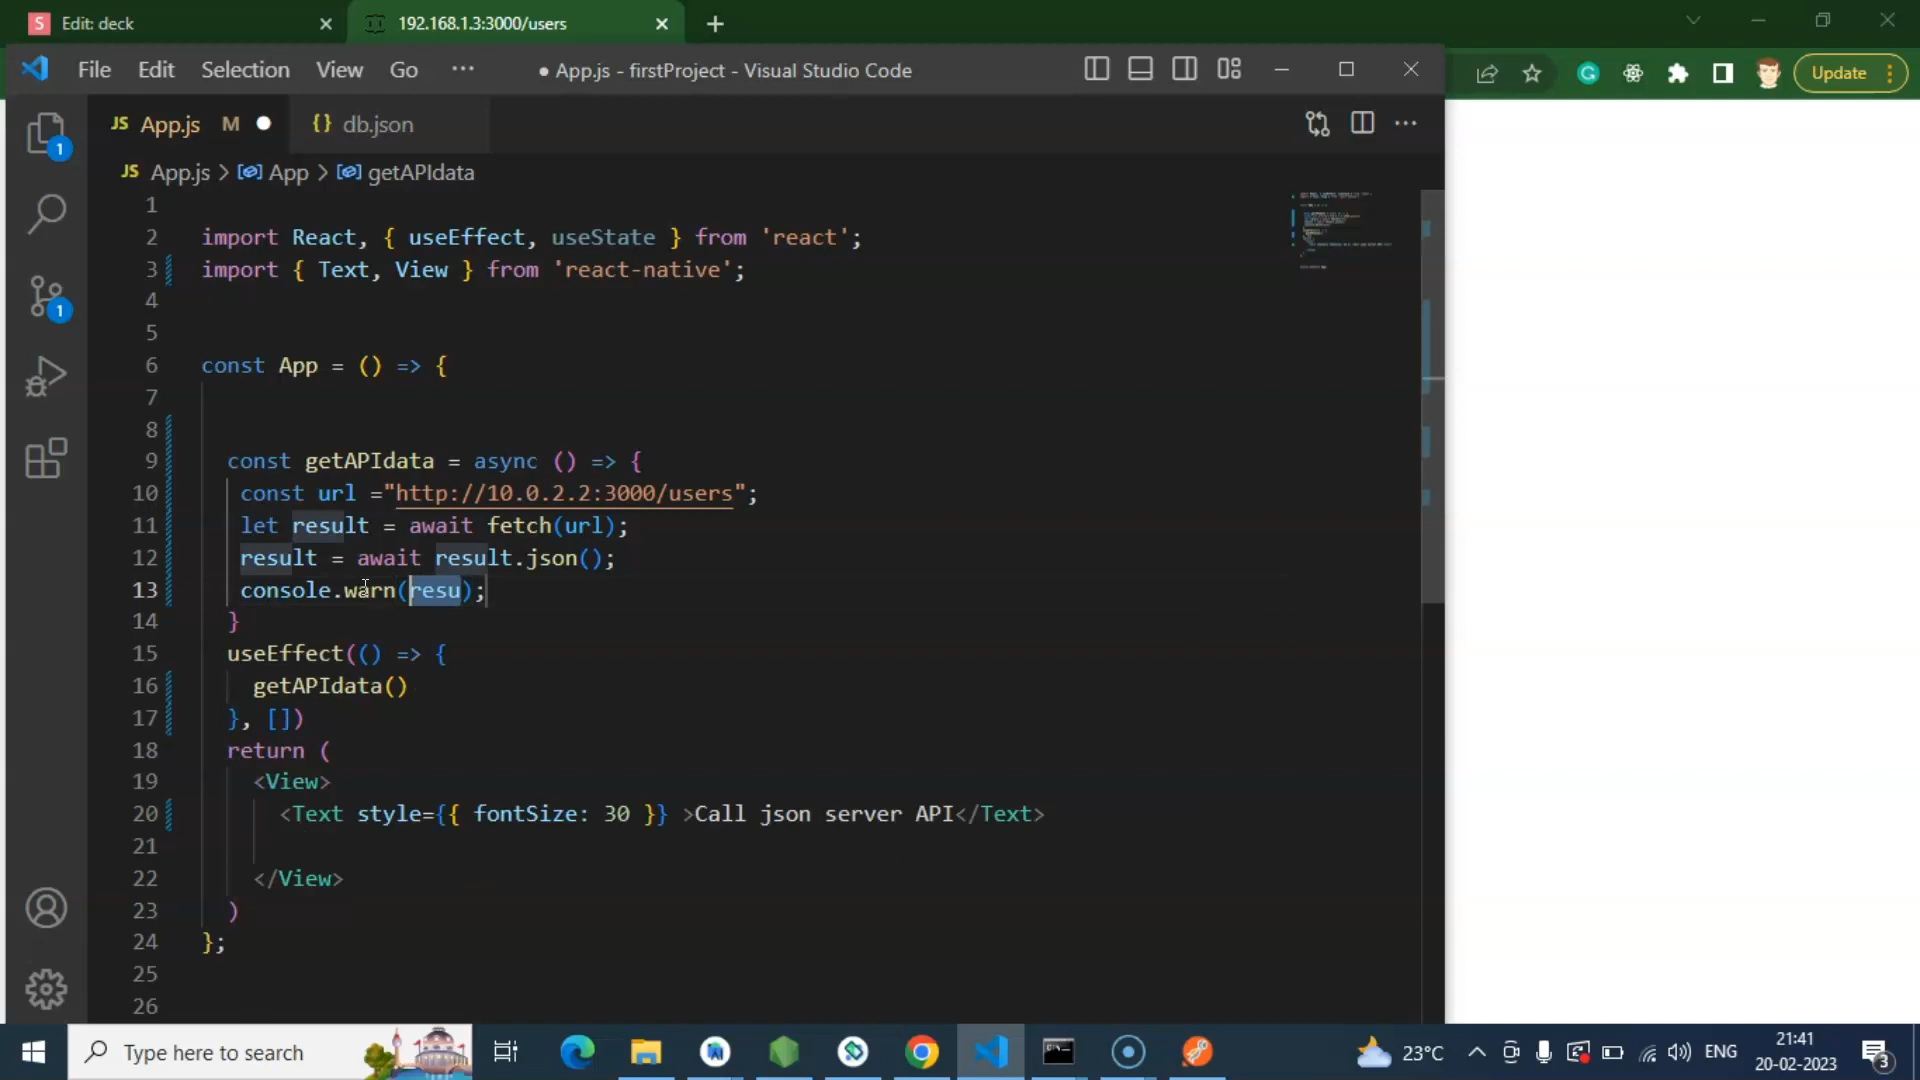 S Edit: deck
192.168.1.3:3000/users
File Edit Selection View Go ··· ● App.js - firstProject - Visual Studio Code
Update
JS App.js M
{} db.json
JS App.js > App > getAPIdata
1
2 import React, { useEffect, useState } from 'react';
3 import { Text, View } from 'react-native';
4
5
6 const App = () => {
7
8
9 const getAPIdata = async () => {
10 const url ="http://10.0.2.2:3000/users";
11 let result = await fetch(url);
12 result = await result.json();
13 console.warn(resu);
14 }
15 useEffect(() => {
16 getAPIdata()
17 }, [])
18 return (
19 <View>
20 <Text style={{ fontSize: 30 }} >Call json server API</Text>
21
22 </View>
23 )
24 };
25
26
1
1
Type here to search
23°C
ENG
21:41
20-02-2023
3